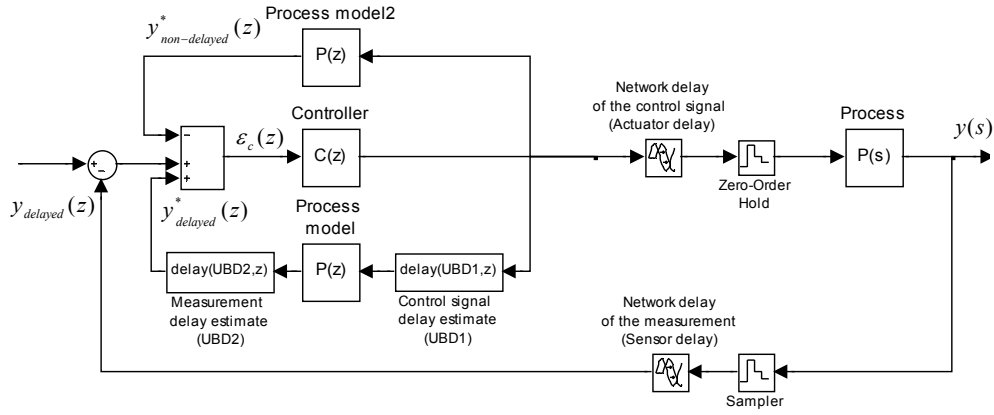 Process model2
y*non-delayed(z)
P(z)
Network delay
of the control signal
(Actuator delay)
Controller
Process
−
εc(z)
y(s)
+
C(z)
P(s)
+
−
+
Zero-Order
Hold
ydelayed(z)
y*delayed(z)
Process
model
delay(UBD2,z)
P(z)
delay(UBD1,z)
Measurement
delay estimate
(UBD2)
Control signal
delay estimate
(UBD1)
Network delay
of the measurement
(Sensor delay)
Sampler